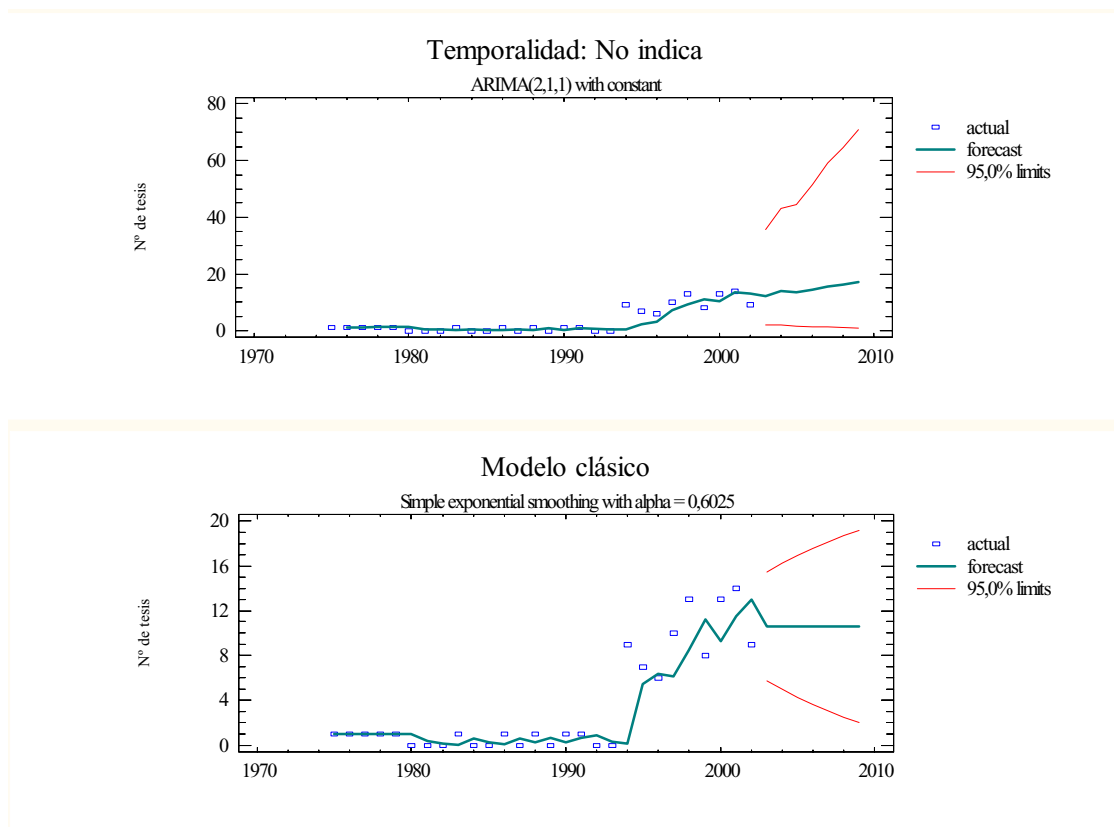 Temporalidad: No indica
ARIMA(2,1,1) with constant
80
60
40
20
0
Nº de tesis
1970 1980 1990 2000 2010
actual
forecast
95,0% limits
Modelo clásico
Simple exponential smoothing with alpha = 0,6025
20
16
12
8
4
0
Nº de tesis
1970 1980 1990 2000 2010
actual
forecast
95,0% limits